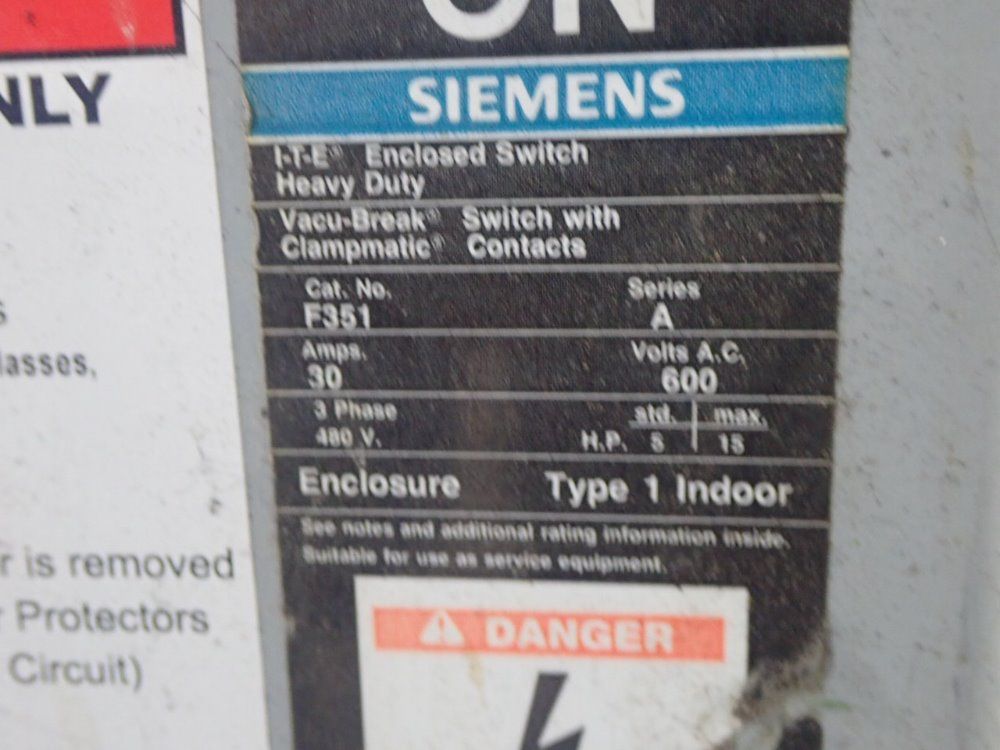 ON
SIEMENS
NLY
I-T-E® Enclosed Switch
Heavy Duty
Vacu-Break® Switch with
Clampmatic® Contacts
Cat. No. Series
F351 A
Amps. Volts A.C.
30 600
3 Phase std. max.
480 V. H.P. 5 15
Enclosure Type 1 Indoor
See notes and additional rating information inside.
Suitable for use as service equipment.
DANGER
s
lasses,
r is removed
r Protectors
Circuit)